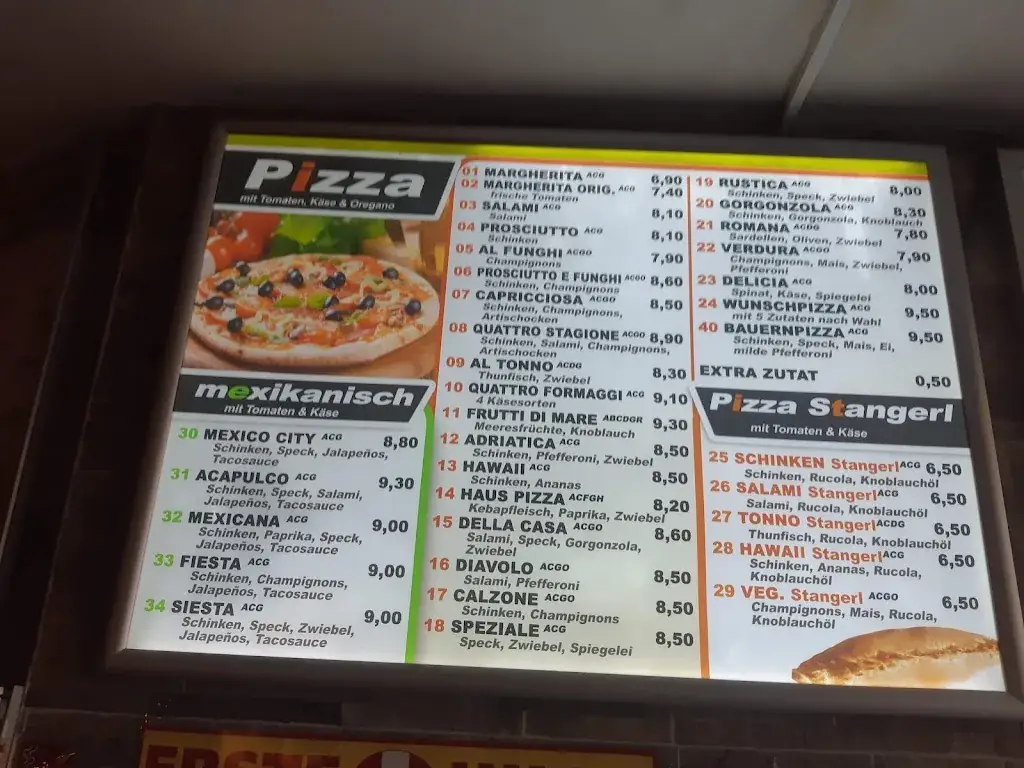 Pizza
mit Tomaten, Käse & Oregano
mexikanisch
mit Tomaten & Käse
30 MEXICO CITY ACG 8,80
Schinken, Speck, Jalapeños,
Tacosauce
31 ACAPULCO ACG 9,30
Schinken, Speck, Salami,
Jalapeños, Tacosauce
32 MEXICANA ACG 9,00
Schinken, Paprika, Speck,
Jalapeños, Tacosauce
33 FIESTA ACG 9,00
Schinken, Champignons,
Jalapeños, Tacosauce
34 SIESTA ACG 9,00
Schinken, Speck, Zwiebel,
Jalapeños, Tacosauce
01 MARGHERITA ACG 6,90
02 MARGHERITA ORIG. ACG 7,40
frische Tomaten
03 SALAMI ACG 8,10
Salami
04 PROSCIUTTO ACG 8,10
Schinken
05 AL FUNGHI ACGO 7,90
Champignons
06 PROSCIUTTO E FUNGHI ACGO 8,60
Schinken, Champignons
07 CAPRICCIOSA ACGO 8,50
Schinken, Champignons,
Artischocken
08 QUATTRO STAGIONE ACGO 8,90
Schinken, Salami, Champignons,
Artischocken
09 AL TONNO ACDG 8,30
Thunfisch, Zwiebel
10 QUATTRO FORMAGGI ACG 9,10
4 Käsesorten
11 FRUTTI DI MARE ABCDGR 9,30
Meeresfrüchte, Knoblauch
12 ADRIATICA ACG 8,50
Schinken, Pfefferoni, Zwiebel
13 HAWAII ACG 8,50
Schinken, Ananas
14 HAUS PIZZA ACFGH 8,20
Kebapfleisch, Paprika, Zwiebel
15 DELLA CASA ACGO 8,60
Salami, Speck, Gorgonzola,
Zwiebel
16 DIAVOLO ACGO 8,50
Salami, Pfefferoni
17 CALZONE ACGO 8,50
Schinken, Champignons
18 SPEZIALE ACG 8,50
Speck, Zwiebel, Spiegelei
19 RUSTICA ACG 8,00
Schinken, Speck, Zwiebel
20 GORGONZOLA ACG 8,30
Schinken, Gorgonzola, Knoblauch
21 ROMANA ACDG 7,80
Sardellen, Oliven, Zwiebel
22 VERDURA ACGO 7,90
Champignons, Mais, Zwiebel,
Pfefferoni
23 DELICIA ACG 8,00
Spinat, Käse, Spiegelei
24 WUNSCHPIZZA ACG 9,50
mit 5 Zutaten nach Wahl
40 BAUERNPIZZA ACG 9,50
Schinken, Speck, Mais, Ei,
milde Pfefferoni
EXTRA ZUTAT 0,50
Pizza Stangerl
mit Tomaten & Käse
25 SCHINKEN Stangerl ACG 6,50
Schinken, Rucola, Knoblauchöl
26 SALAMI Stangerl ACG 6,50
Salami, Rucola, Knoblauchöl
27 TONNO Stangerl ACDG 6,50
Thunfisch, Rucola, Knoblauchöl
28 HAWAII Stangerl ACG 6,50
Schinken, Ananas, Rucola,
Knoblauchöl
29 VEG. Stangerl ACGO 6,50
Champignons, Mais, Rucola,
Knoblauchöl